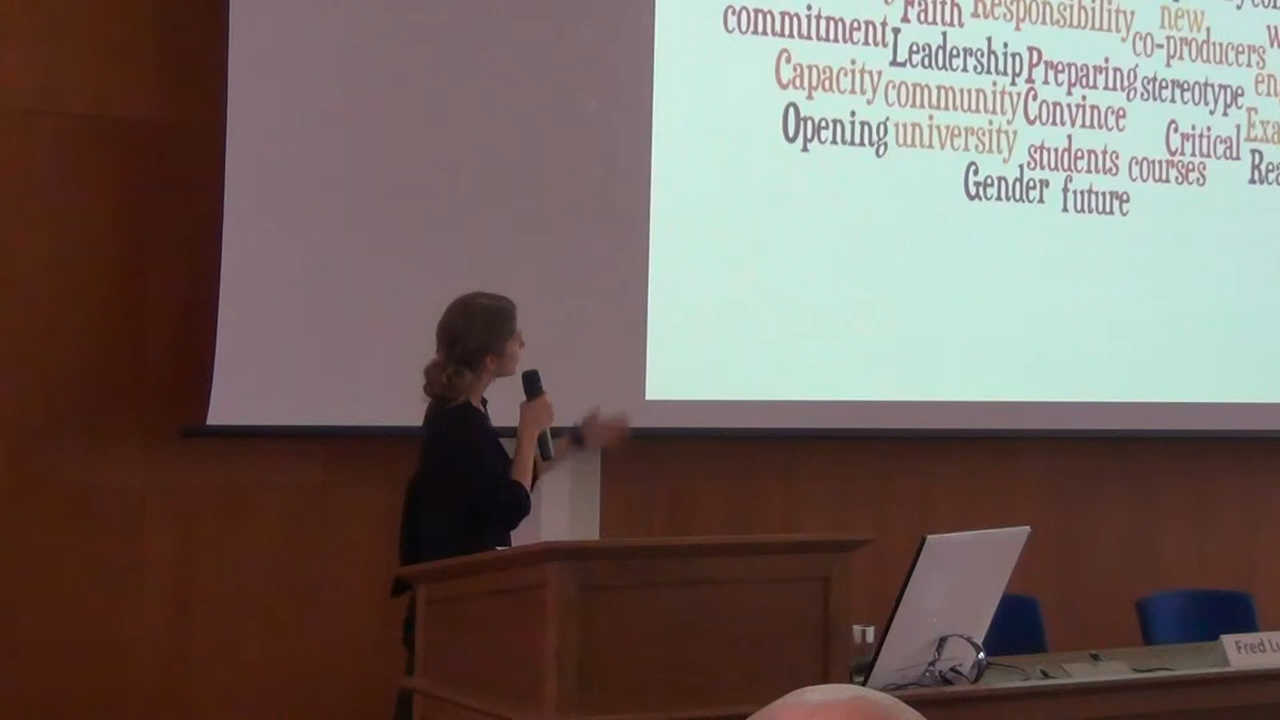 Faith Responsibility new
commitment Leadership Preparing co-producers
Capacity community Convince stereotype
Opening university students courses Critical
Gender future
Fred